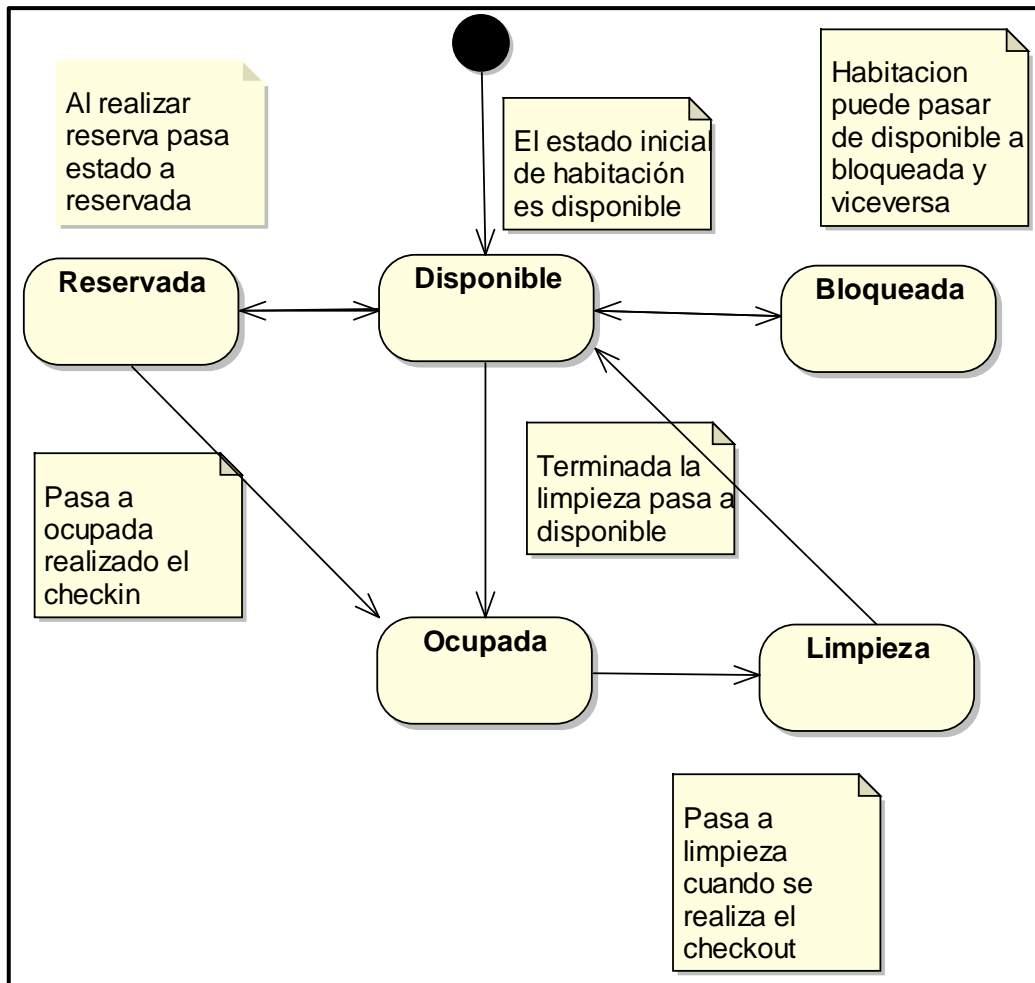 Al realizar
reserva pasa
estado a
reservada
El estado inicial
de habitación
es disponible
Habitacion
puede pasar
de disponible a
bloqueada y
viceversa
Reservada
Disponible
Bloqueada
Pasa a
ocupada
realizado el
checkin
Terminada la
limpieza pasa a
disponible
Ocupada
Limpieza
Pasa a
limpieza
cuando se
realiza el
checkout